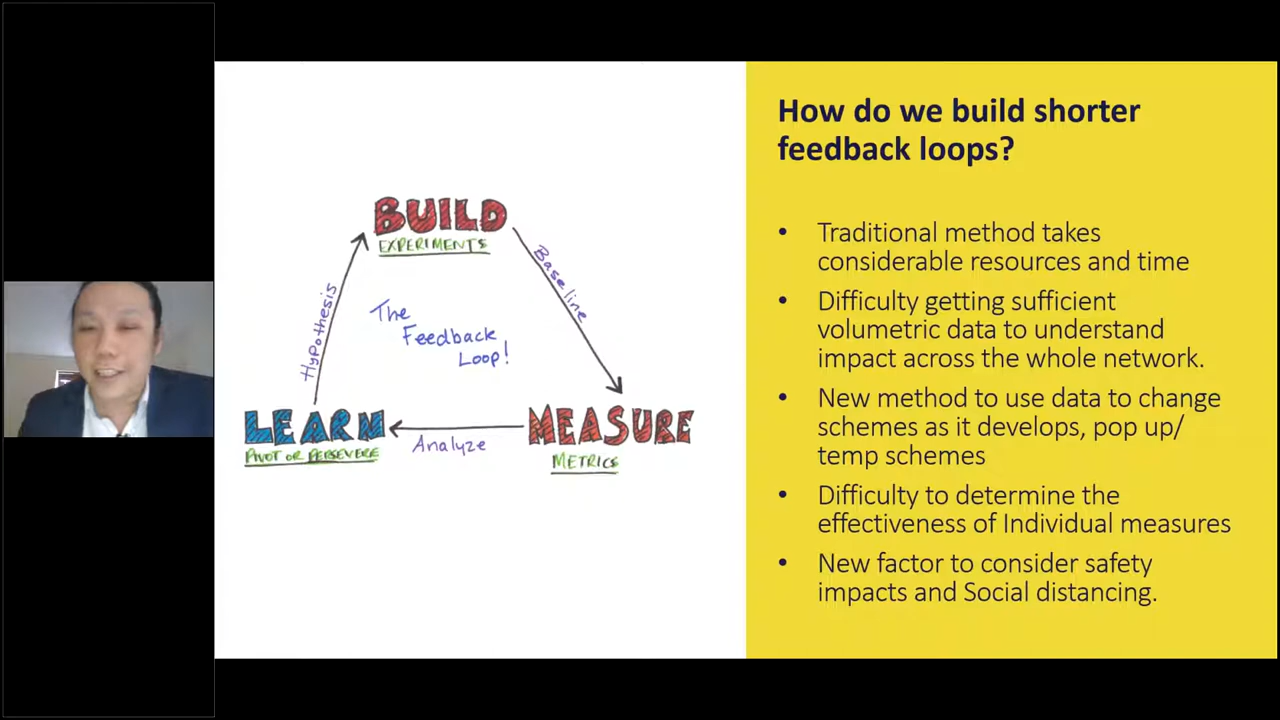 How do we build shorter
feedback loops?
BUILD
EXPERIMENTS
Baseline
Hypothesis
The
Feedback
Loop!
LEARN
PIVOT OR PERSEVERE
Analyze
MEASURE
METRICS
• Traditional method takes
considerable resources and time
• Difficulty getting sufficient
volumetric data to understand
impact across the whole network.
• New method to use data to change
schemes as it develops, pop up/
temp schemes
• Difficulty to determine the
effectiveness of Individual measures
• New factor to consider safety
impacts and Social distancing.